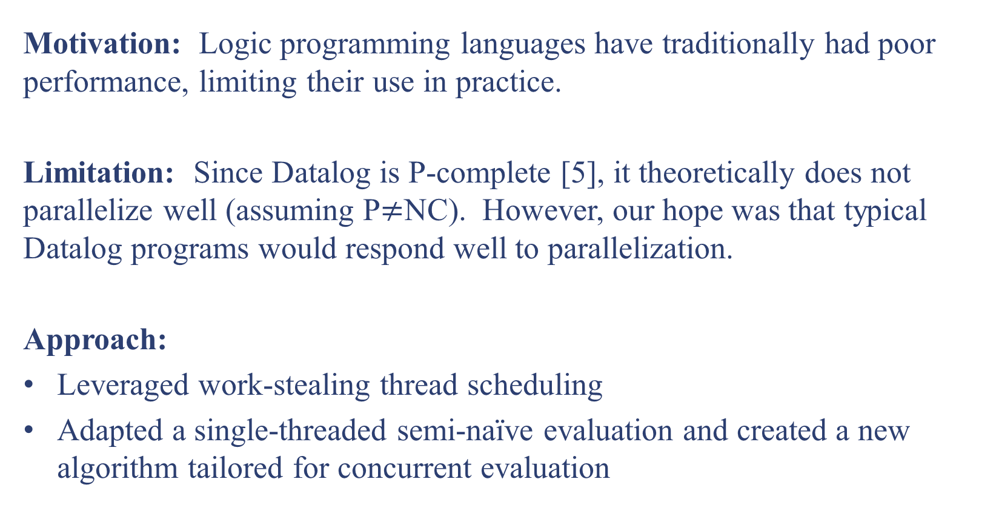 Motivation: Logic programming languages have traditionally had poor
performance, limiting their use in practice.
Limitation: Since Datalog is P-complete [5], it theoretically does not
parallelize well (assuming P≠NC). However, our hope was that typical
Datalog programs would respond well to parallelization.
Approach:
• Leveraged work-stealing thread scheduling
• Adapted a single-threaded semi-naïve evaluation and created a new
algorithm tailored for concurrent evaluation